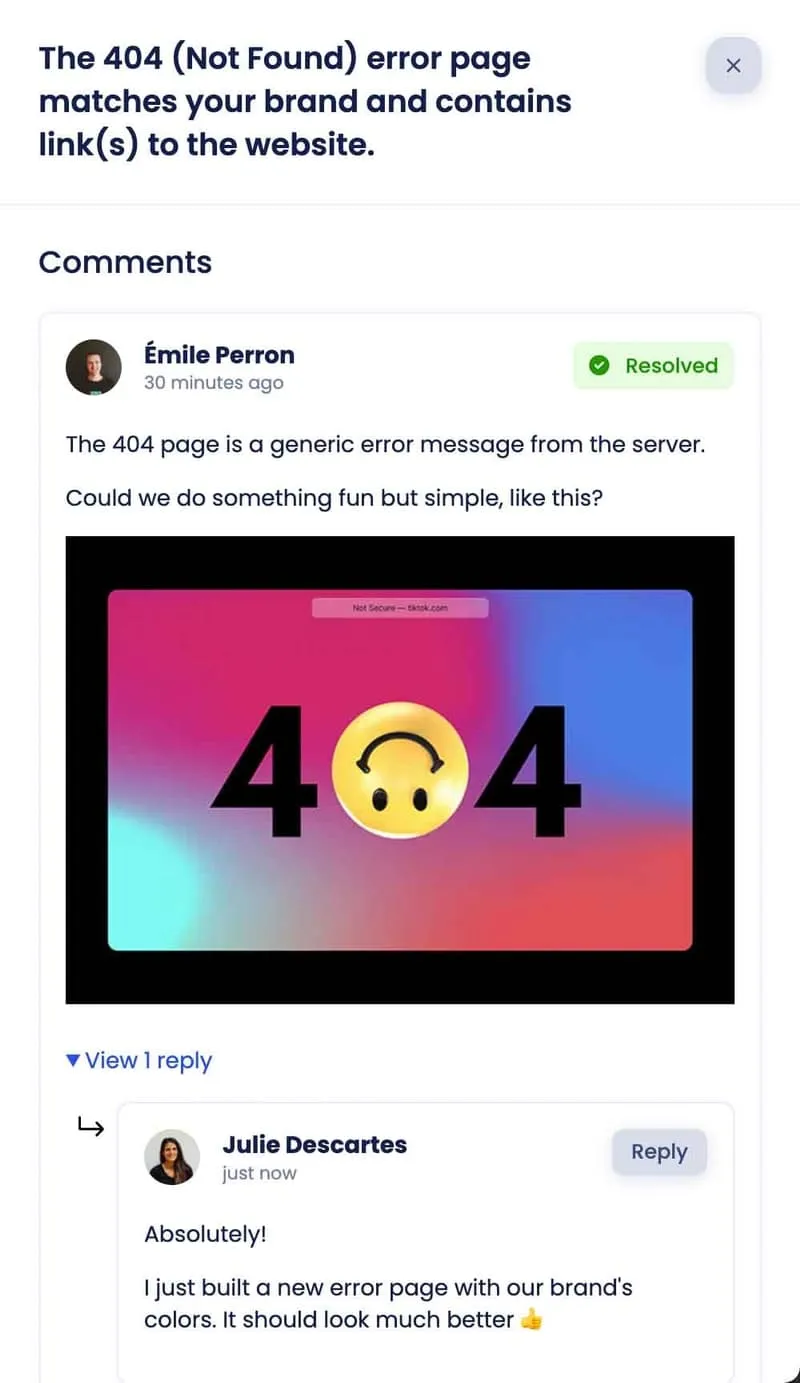 The 404 (Not Found) error page
matches your brand and contains
link(s) to the website.
Comments
Émile Perron
30 minutes ago
Resolved
The 404 page is a generic error message from the server.
Could we do something fun but simple, like this?
Not Secure — tiktok.com
4 4
▼ View 1 reply
Julie Descartes
just now
Reply
Absolutely!
I just built a new error page with our brand's
colors. It should look much better 👍